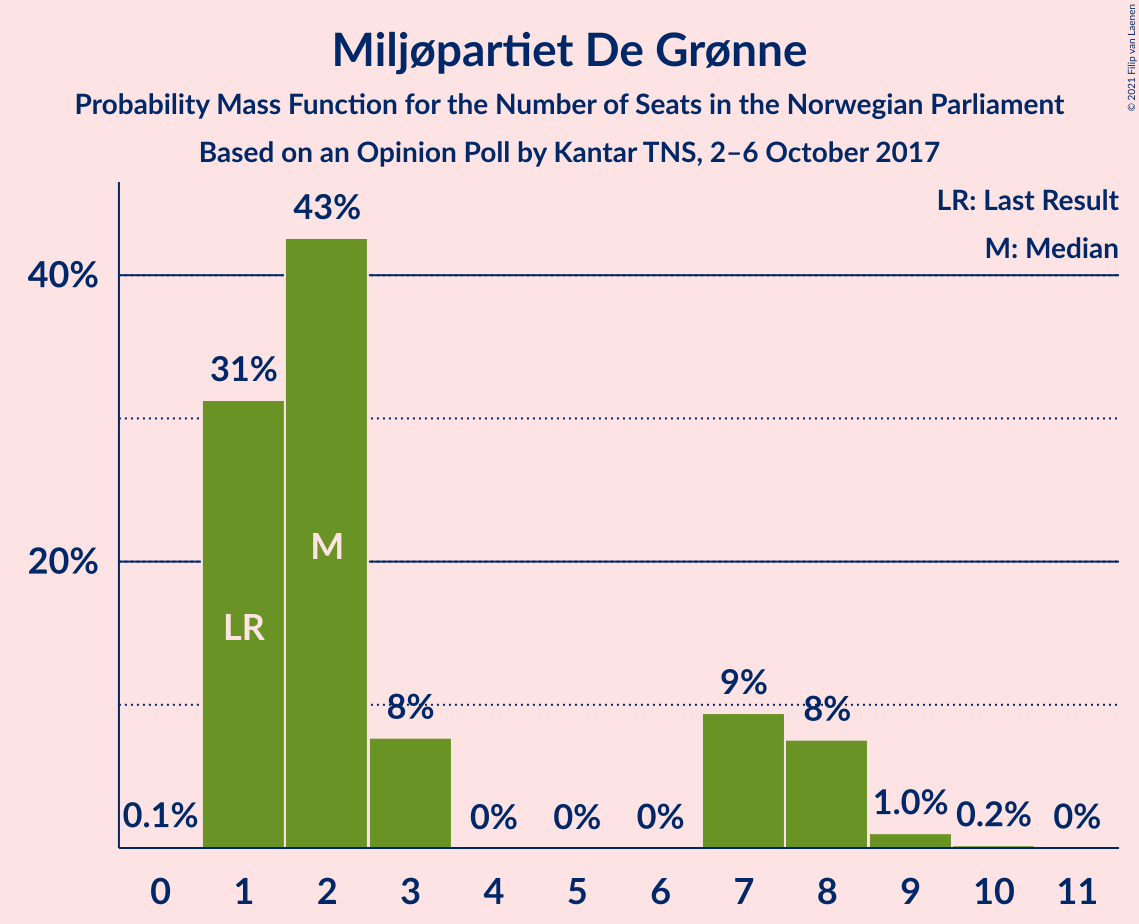 Miljøpartiet De Grønne
Probability Mass Function for the Number of Seats in the Norwegian Parliament
Based on an Opinion Poll by Kantar TNS, 2–6 October 2017
© 2021 Filip van Laenen
LR: Last Result
M: Median
40%
20%
0.1%
31%
43%
8%
0%
0%
0%
9%
8%
1.0%
0.2%
0%
LR
M
0 1 2 3 4 5 6 7 8 9 10 11